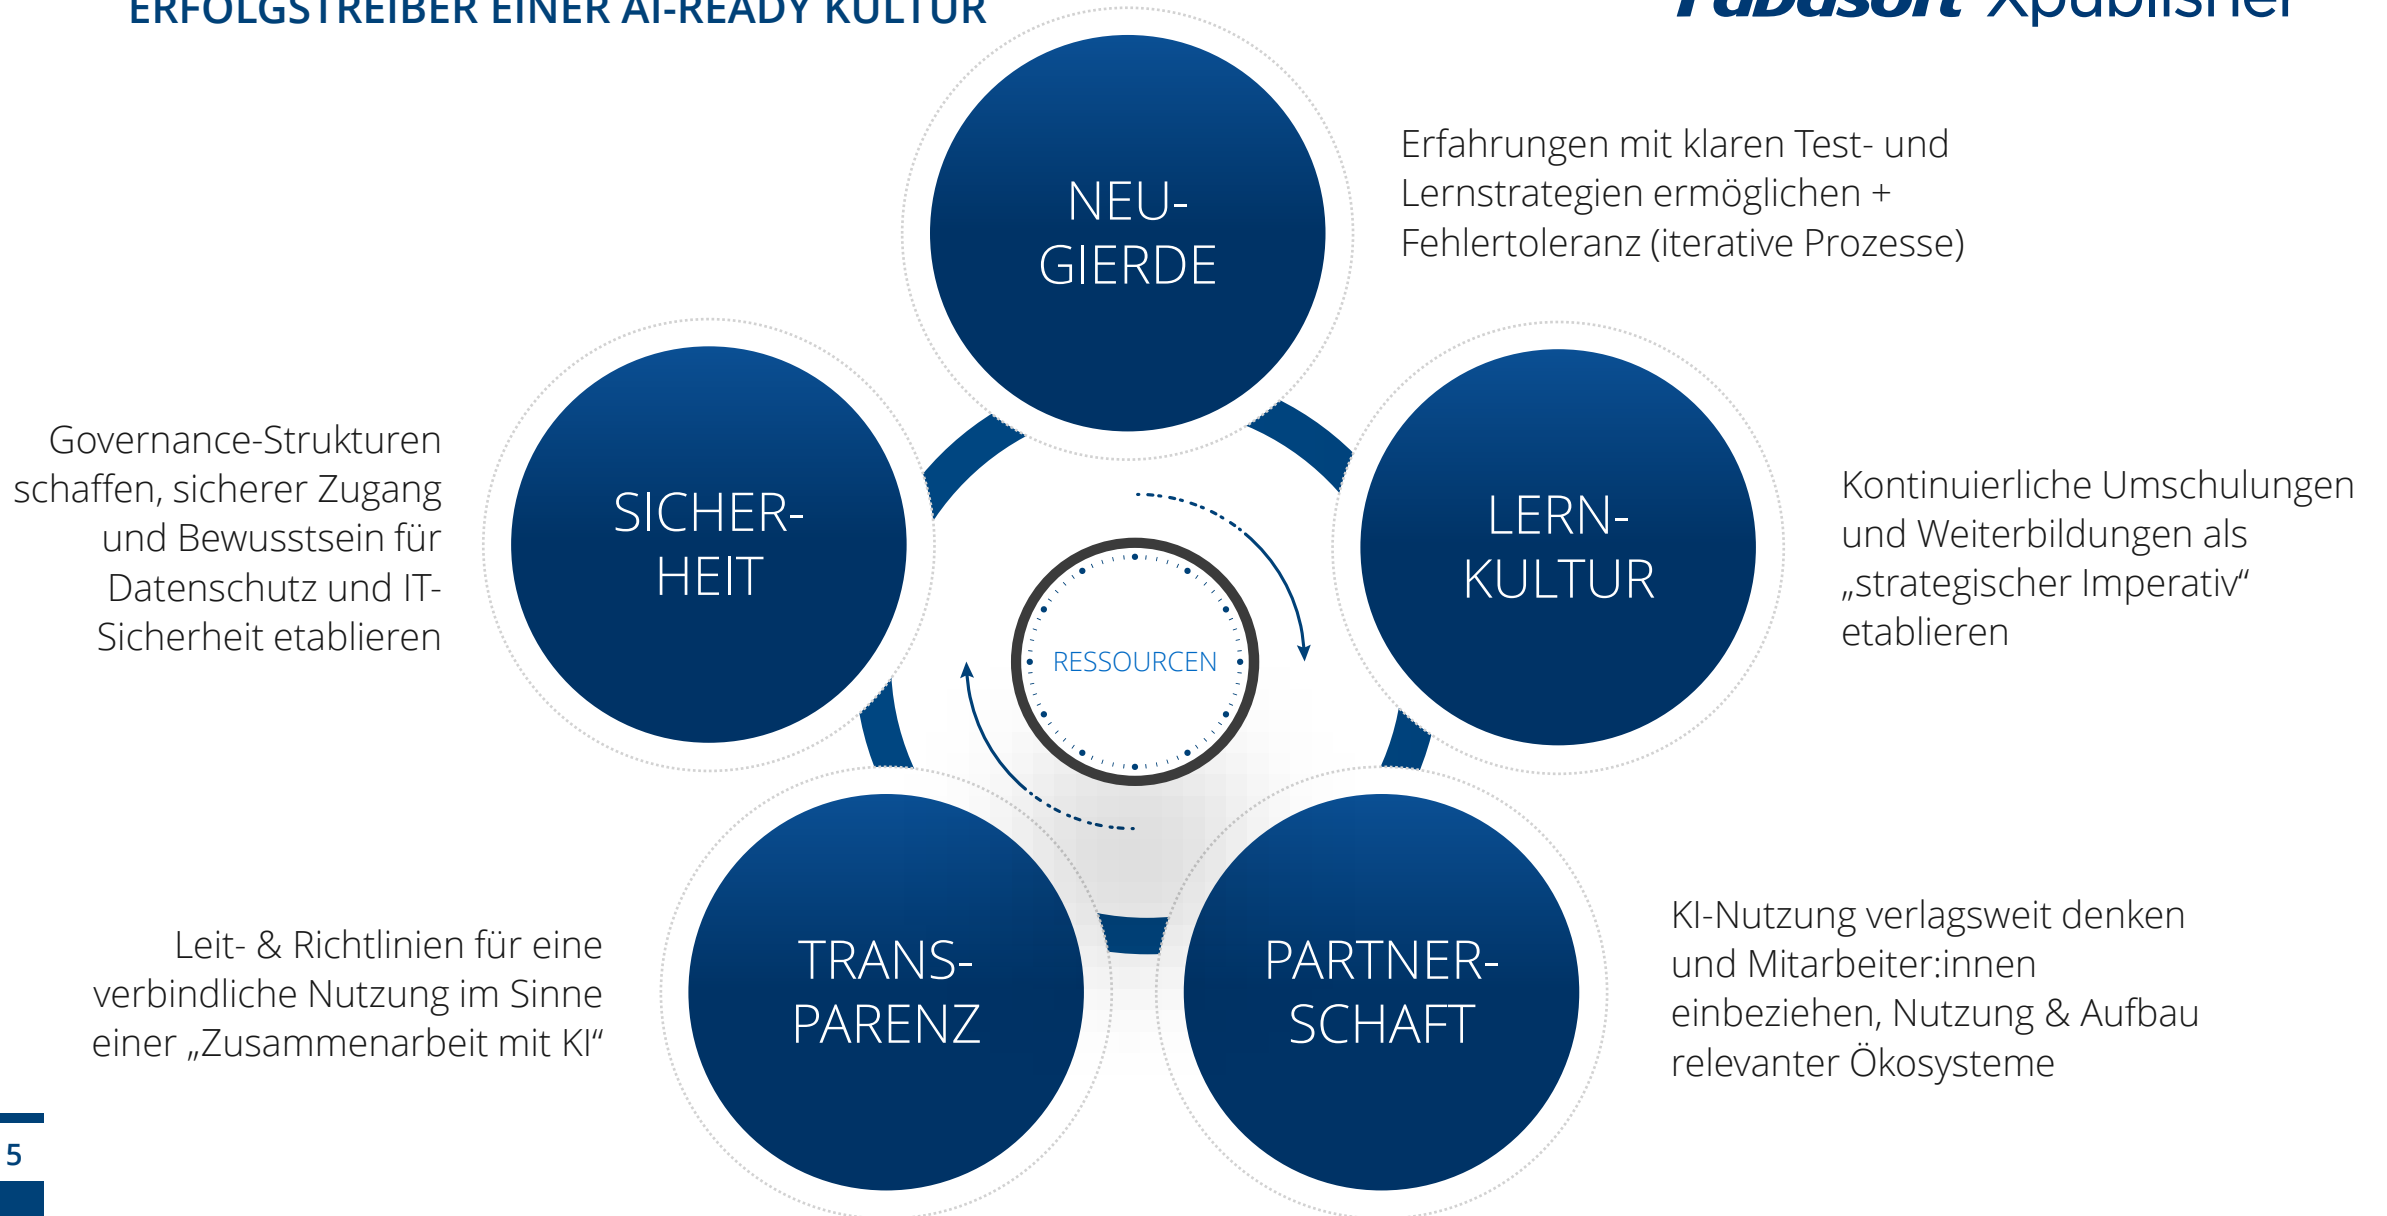 ERFOLGSTREIBER EINER AI-READY KULTUR
Fabasoft Xpublisher
NEU-
GIERDE
Erfahrungen mit klaren Test- und
Lernstrategien ermöglichen +
Fehlertoleranz (iterative Prozesse)
SICHER-
HEIT
Governance-Strukturen
schaffen, sicherer Zugang
und Bewusstsein für
Datenschutz und IT-
Sicherheit etablieren
LERN-
KULTUR
Kontinuierliche Umschulungen
und Weiterbildungen als
„strategischer Imperativ“
etablieren
RESSOURCEN
TRANS-
PARENZ
Leit- & Richtlinien für eine
verbindliche Nutzung im Sinne
einer „Zusammenarbeit mit KI“
PARTNER-
SCHAFT
KI-Nutzung verlagsweit denken
und Mitarbeiter:innen
einbeziehen, Nutzung & Aufbau
relevanter Ökosysteme
5